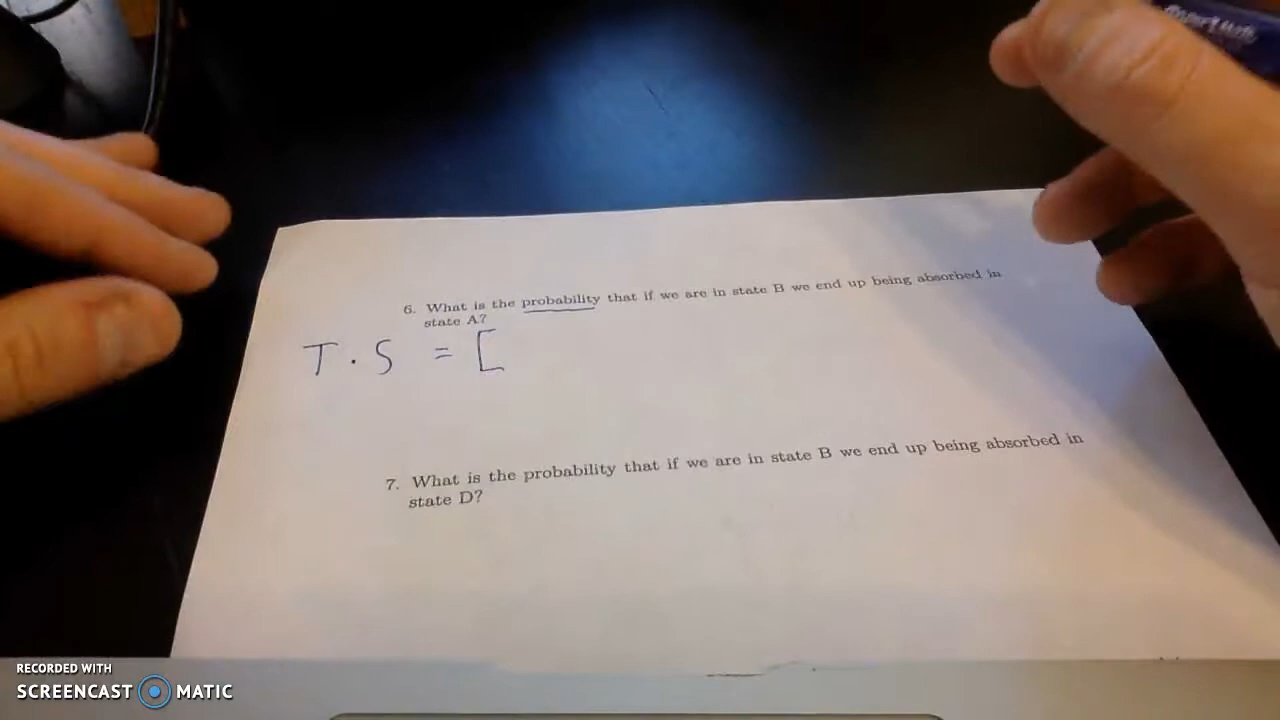 6. What is the probability that if we are in state B we end up being absorbed in
state A?
T · S = [
7. What is the probability that if we are in state B we end up being absorbed in
state D?
RECORDED WITH
SCREENCAST MATIC